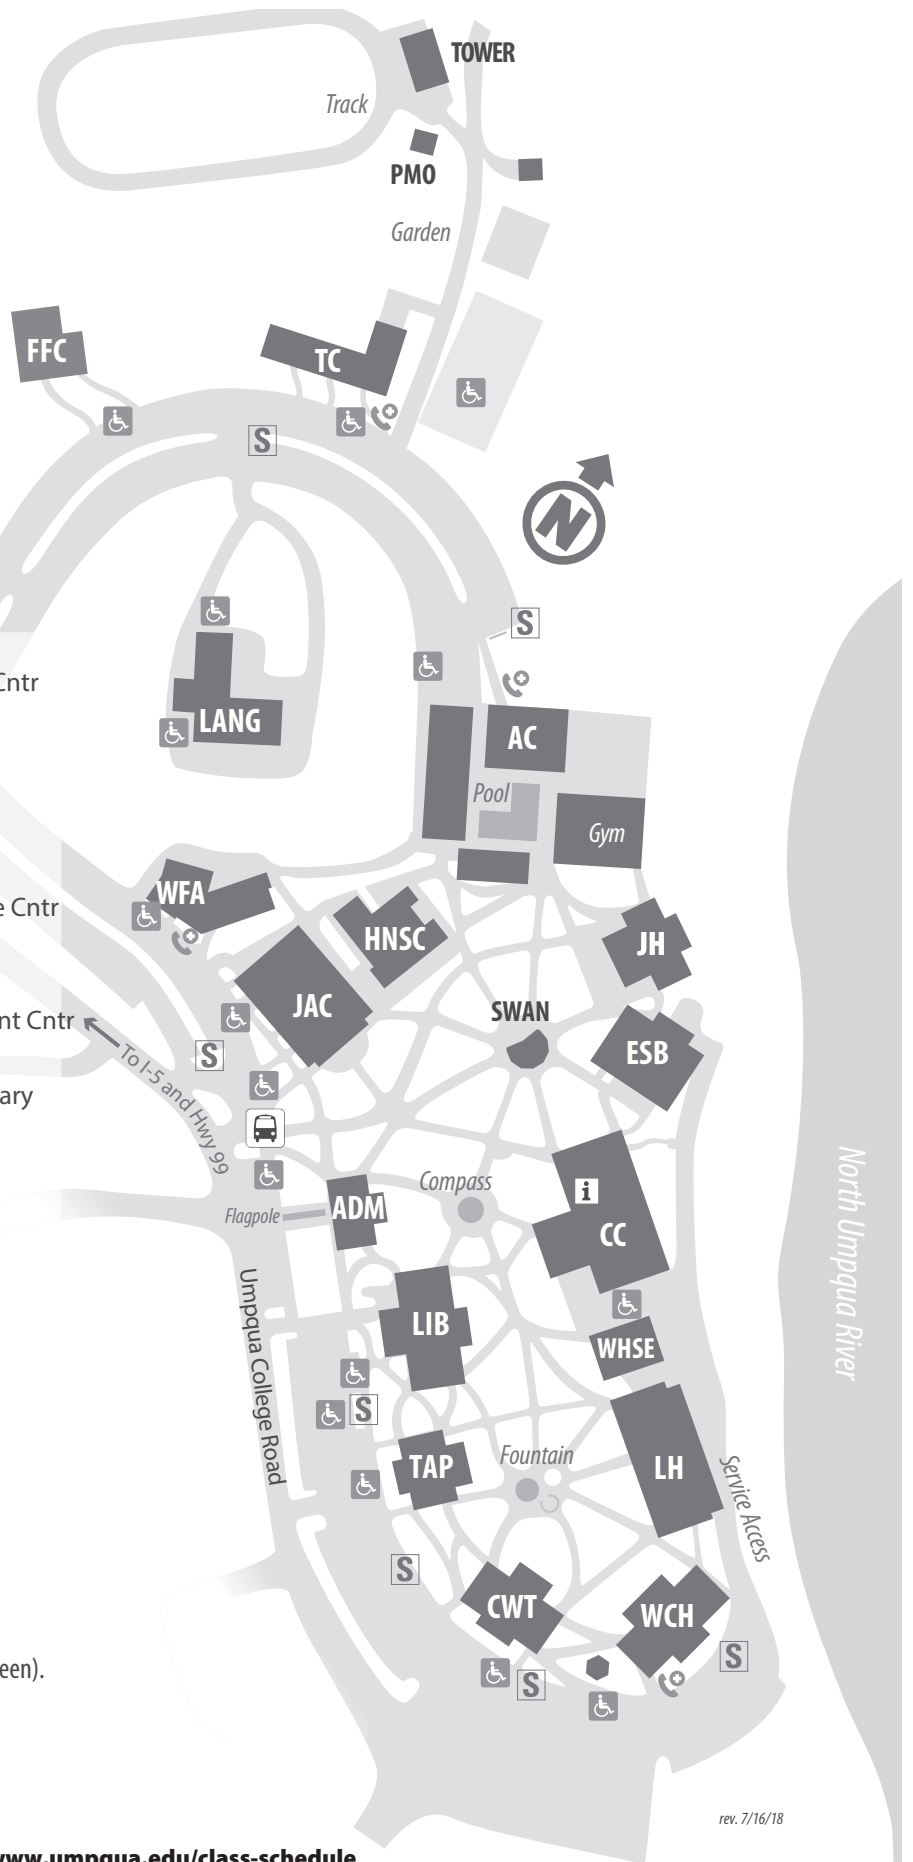 TOWER
Track
PMO
Garden
FFC
TC
S
N
S
Cntr
LANG
AC
Pool
Gym
WFA
e Cntr
HNSC
JH
JAC
SWAN
nt Cntr
ESB
S
To I-5 and Hwy 99
ary
North Umpqua River
Compass
i
ADM
Flagpole
CC
Umpqua College Road
LIB
WHSE
S
Fountain
TAP
LH
Service Access
S
CWT
WCH
S
een).
S
rev. 7/16/18
www.umpqua.edu/class-schedule